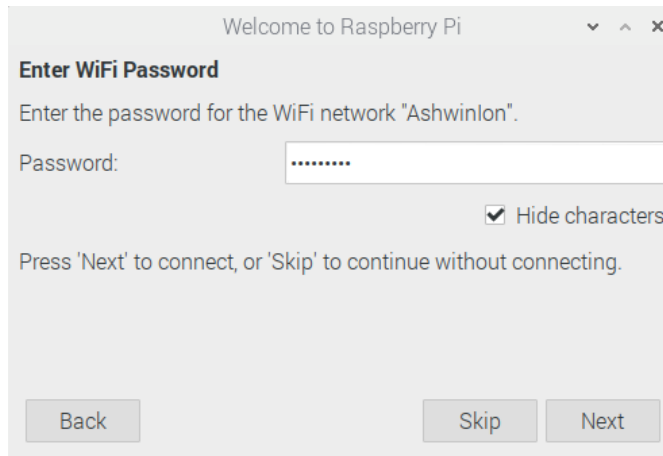 Welcome to Raspberry Pi
Enter WiFi Password
Enter the password for the WiFi network "AshwinIon".
Password: •••••••••
Hide characters
Press 'Next' to connect, or 'Skip' to continue without connecting.
Back Skip Next